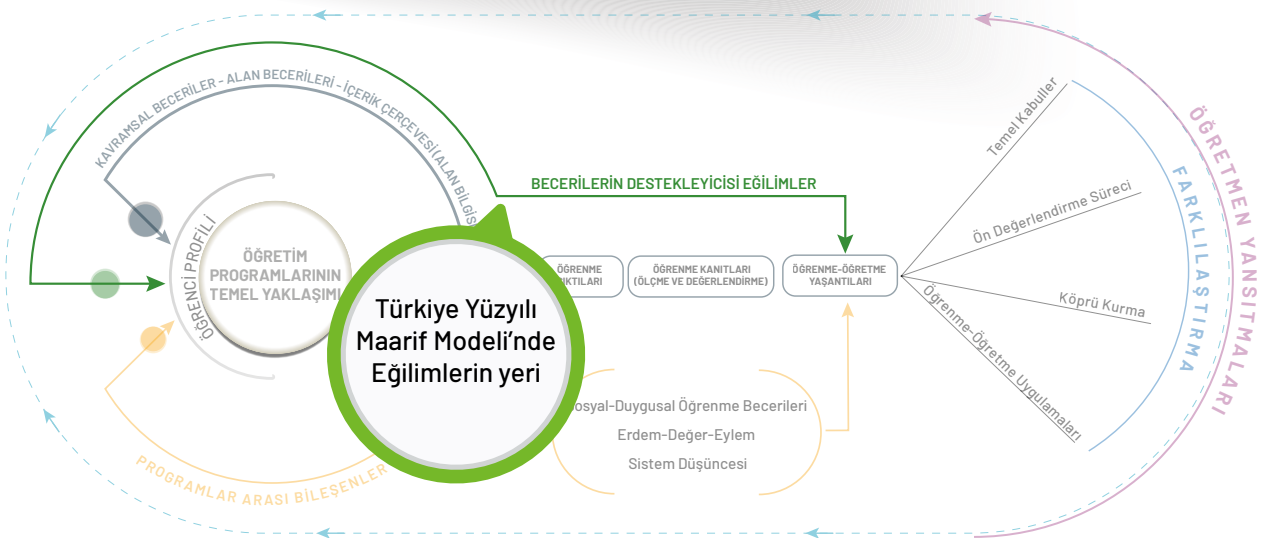 KAVRAMSAL BECERİLER - ALAN BECERİLERİ - İÇERİK ÇERÇEVESİ (ALAN BİLGİS
BECERİLERİN DESTEKLEYİCİSİ EĞİLİMLER
ÖĞRENCİ PROFİLİ
ÖĞRETİM
PROGRAMLARININ
TEMEL YAKLAŞIMI
Türkiye Yüzyılı
Maarif Modeli’nde
Eğilimlerin yeri
ÖĞRENME
IKTILARI
ÖĞRENME KANITLARI
(ÖLÇME VE DEĞERLENDİRME)
ÖĞRENME-ÖĞRETME
YAŞANTILARI
Temel Kabuller
Ön Değerlendirme Süreci
Köprü Kurma
Öğrenme-Öğretme Uygulamaları
FARKLILAŞTIRMA
ÖĞRETMEN YANSITMALARI
osyal-Duygusal Öğrenme Becerileri
Erdem-Değer-Eylem
Sistem Düşüncesi
PROGRAMLAR ARASI BİLEŞENLER